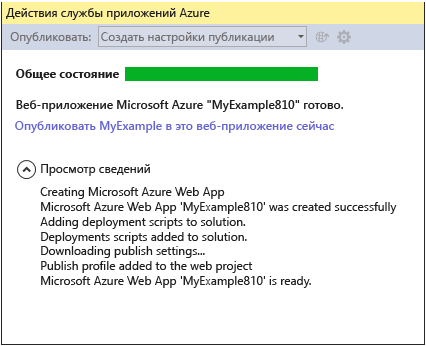 Действия службы приложений Azure
Опубликовать: Создать настройки публикации
Общее состояние
Веб-приложение Microsoft Azure "MyExample810" готово.
Опубликовать MyExample в это веб-приложение сейчас
Просмотр сведений
Creating Microsoft Azure Web App
Microsoft Azure Web App 'MyExample810' was created successfully
Adding deployment scripts to solution.
Deployments scripts added to solution.
Downloading publish settings...
Publish profile added to the web project
Microsoft Azure Web App 'MyExample810' is ready.